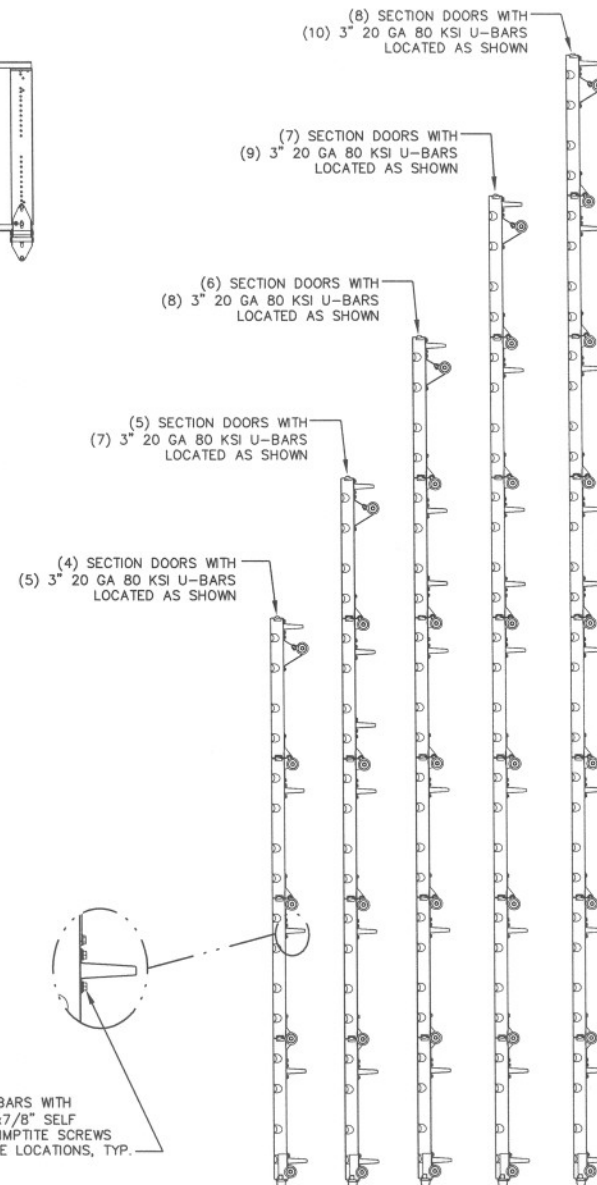 (8) SECTION DOORS WITH
(10) 3" 20 GA 80 KSI U-BARS
LOCATED AS SHOWN
(7) SECTION DOORS WITH
(9) 3" 20 GA 80 KSI U-BARS
LOCATED AS SHOWN
(6) SECTION DOORS WITH
(8) 3" 20 GA 80 KSI U-BARS
LOCATED AS SHOWN
(5) SECTION DOORS WITH
(7) 3" 20 GA 80 KSI U-BARS
LOCATED AS SHOWN
(4) SECTION DOORS WITH
(5) 3" 20 GA 80 KSI U-BARS
LOCATED AS SHOWN
BARS WITH
7/8" SELF
LOCATIONS, TYP.